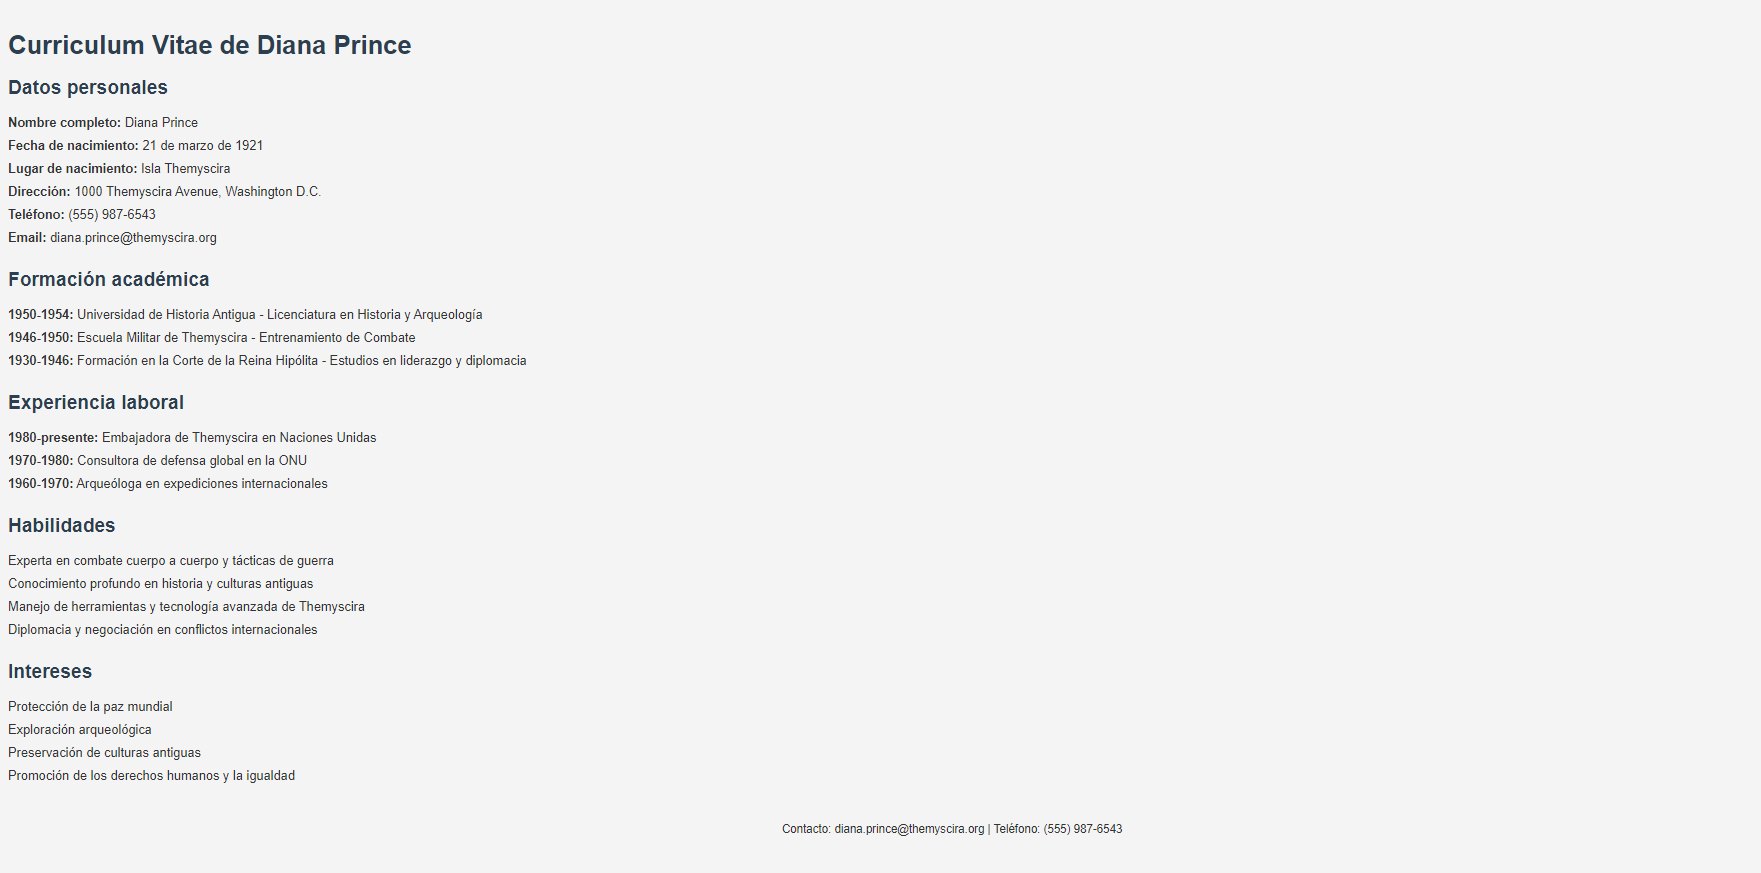 Curriculum Vitae de Diana Prince
Datos personales
Nombre completo: Diana Prince
Fecha de nacimiento: 21 de marzo de 1921
Lugar de nacimiento: Isla Themyscira
Dirección: 1000 Themyscira Avenue, Washington D.C.
Teléfono: (555) 987-6543
Email: diana.prince@themyscira.org
Formación académica
1950-1954: Universidad de Historia Antigua - Licenciatura en Historia y Arqueología
1946-1950: Escuela Militar de Themyscira - Entrenamiento de Combate
1930-1946: Formación en la Corte de la Reina Hipólita - Estudios en liderazgo y diplomacia
Experiencia laboral
1980-presente: Embajadora de Themyscira en Naciones Unidas
1970-1980: Consultora de defensa global en la ONU
1960-1970: Arqueóloga en expediciones internacionales
Habilidades
Experta en combate cuerpo a cuerpo y tácticas de guerra
Conocimiento profundo en historia y culturas antiguas
Manejo de herramientas y tecnología avanzada de Themyscira
Diplomacia y negociación en conflictos internacionales
Intereses
Protección de la paz mundial
Exploración arqueológica
Preservación de culturas antiguas
Promoción de los derechos humanos y la igualdad
Contacto: diana.prince@themyscira.org | Teléfono: (555) 987-6543